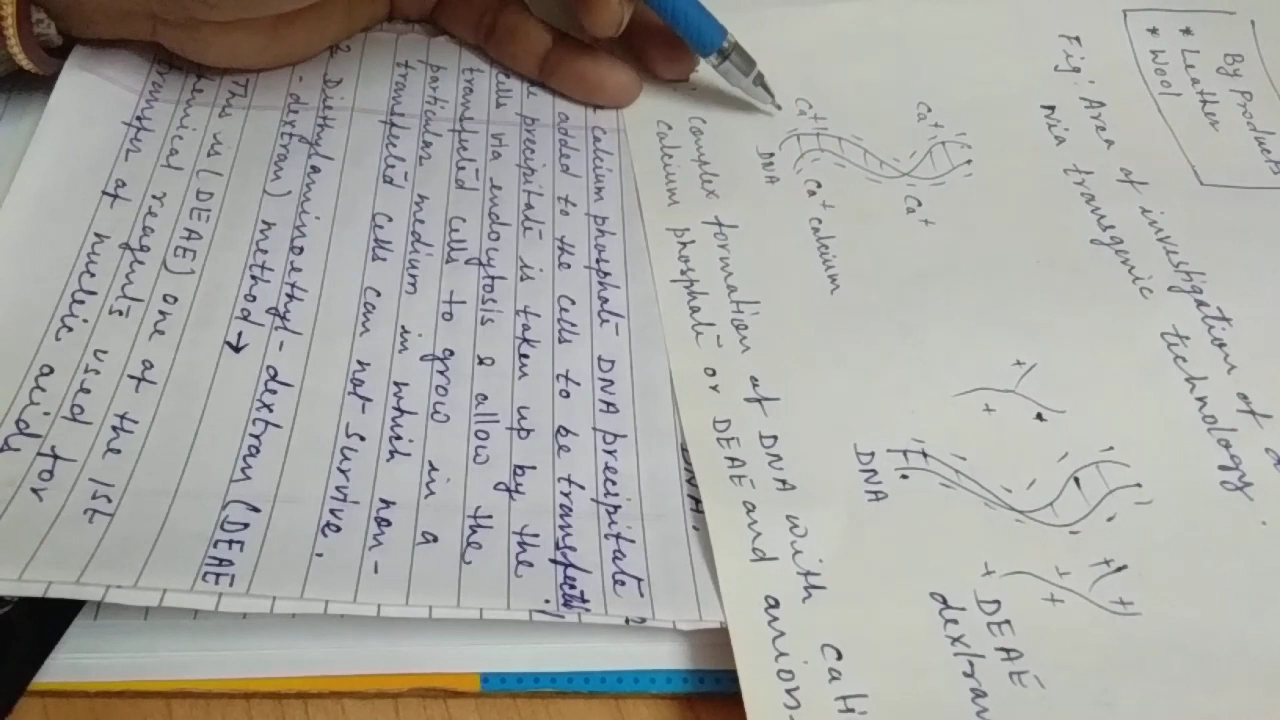 By Products
* Leather
* Wool
Fig: Area of investigation of
via transgenic technology.
Ca+
Ca+
Ca+
Ca+ calcium
DNA
+
+
+
+
+
+
DNA
+ DEAE
dextran
complex formation of DNA with cati
calcium phosphate or DEAE and anion-
DNA.
calcium phosphate DNA precipitate
added to the cells to be transfected
precipitate is taken up by the
cells via endocytosis & allow the
transfected cells to grow in a
particular medium in which non-
transfected cells can not survive.
2 Diethylaminoethyl-dextran (DEAE
- dextran) method →
This is (DEAE) one of the 1st
chemical reagents used for
transfer of nucleic acids